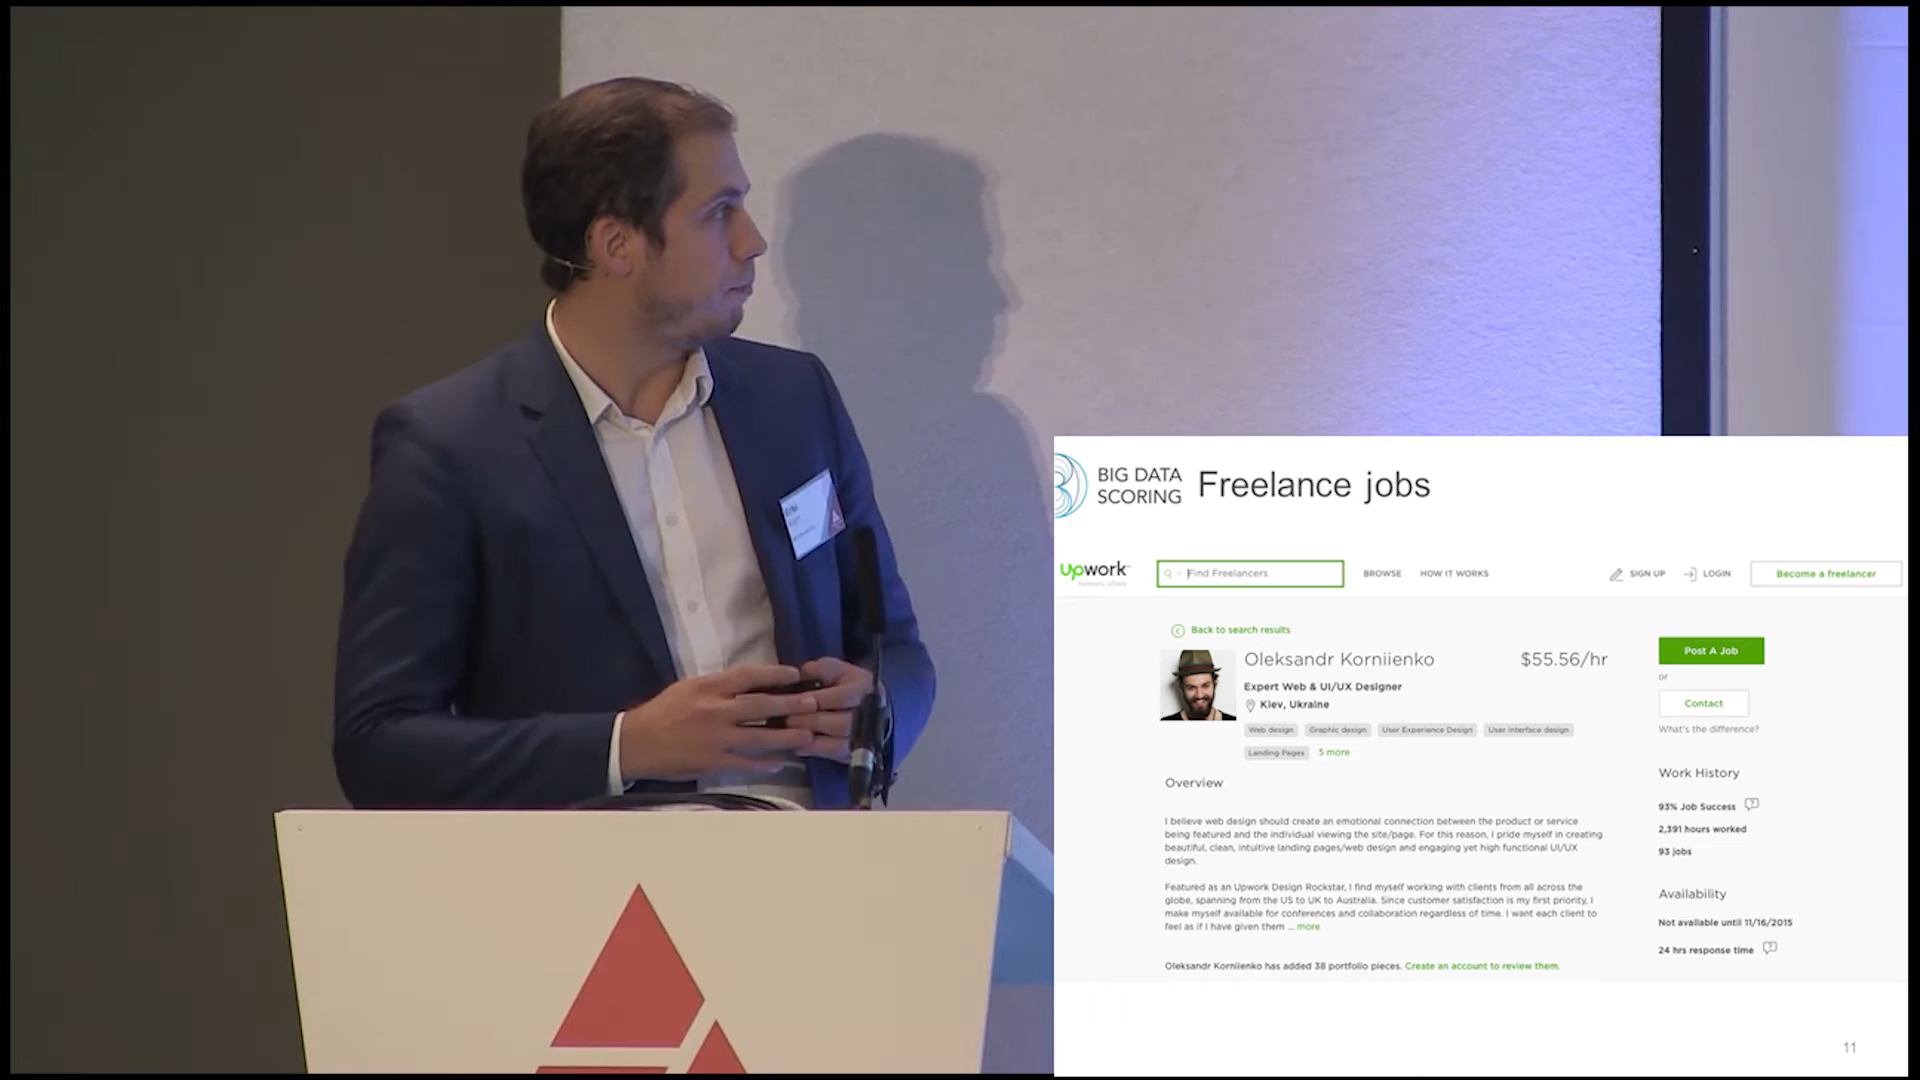 BIG DATA
SCORING
Freelance jobs
Upwork
Find Freelancers
BROWSE
HOW IT WORKS
SIGN UP
LOGIN
Become a freelancer
Back to search results
Oleksandr Korniienko
$55.56/hr
Expert Web & UI/UX Designer
Kiev, Ukraine
Web design
Graphic design
User Experience Design
User interface design
Landing Pages
5 more
Overview
I believe web design should create an emotional connection between the product or service
being featured and the individual viewing the site/page. For this reason, I pride myself in creating
beautiful, clean, intuitive landing pages/web design and engaging yet high functional UI/UX
design.
Featured as an Upwork Design Rockstar, I find myself working with clients from all across the
globe, spanning from the US to UK to Australia. Since customer satisfaction is my first priority, I
make myself available for conferences and collaboration regardless of time. I want each client to
feel as if I have given them ... more
Oleksandr Korniienko has added 38 portfolio pieces. Create an account to review them.
Post A Job
or
Contact
What's the difference?
Work History
93% Job Success
2,391 hours worked
93 jobs
Availability
Not available until 11/16/2015
24 hrs response time
11